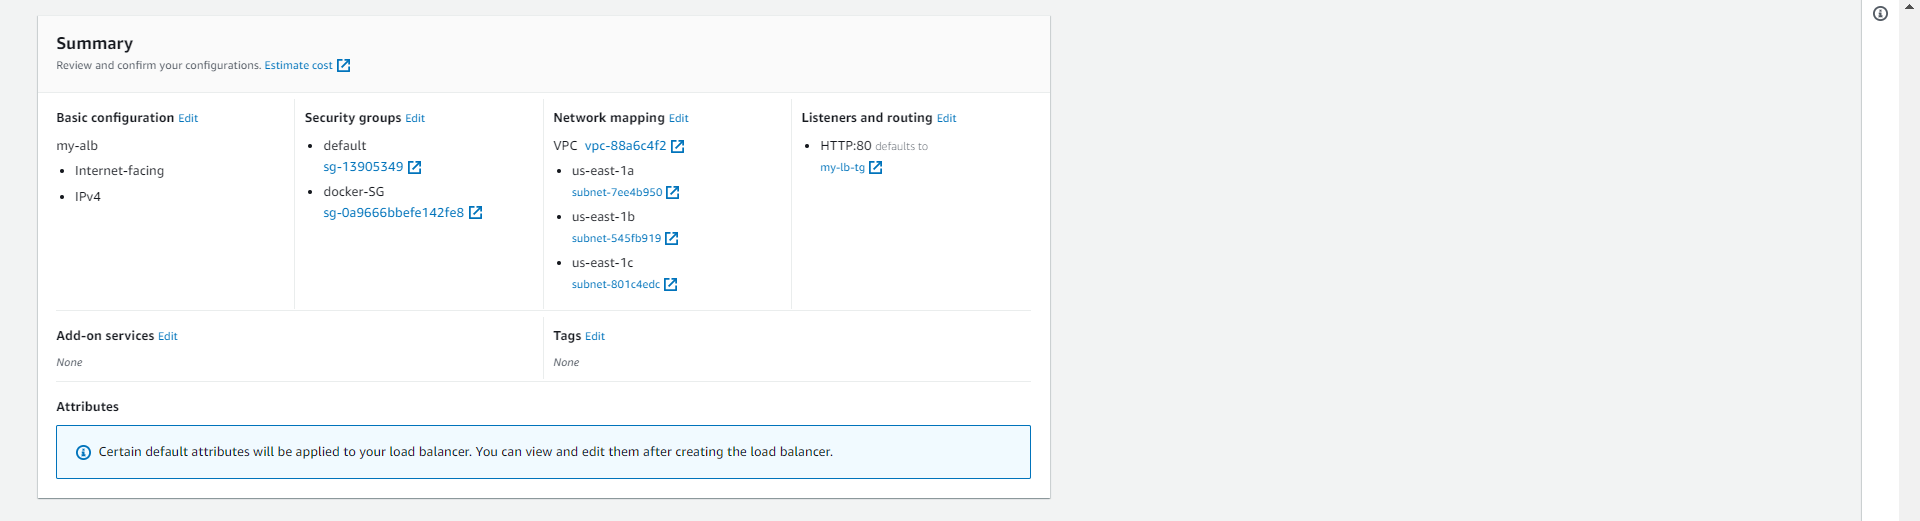 Summary
Review and confirm your configurations. Estimate cost
Basic configuration Edit
my-alb
Internet-facing
IPv4
Security groups Edit
default
sg-13905349
docker-SG
sg-0a9666bbefe142fe8
Network mapping Edit
VPC vpc-88a6c4f2
us-east-1a
subnet-7ee4b950
us-east-1b
subnet-545fb919
us-east-1c
subnet-801c4edc
Listeners and routing Edit
HTTP:80 defaults to
my-lb-tg
Add-on services Edit
None
Tags Edit
None
Attributes
Certain default attributes will be applied to your load balancer. You can view and edit them after creating the load balancer.